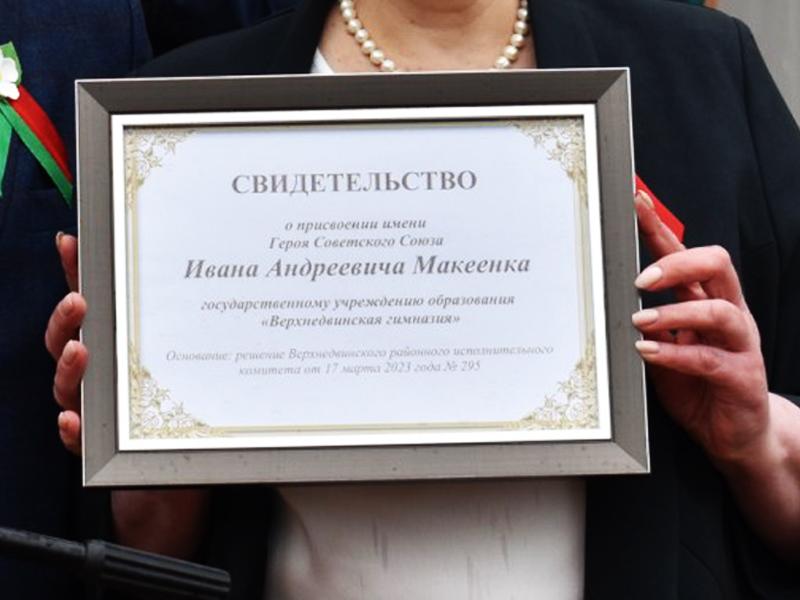 СВИДЕТЕЛЬСТВО
о присвоении имени
Героя Советского Союза
Ивана Андреевича Макеенка
государственному учреждению образования
«Верхнедвинская гимназия»
Основание: решение Верхнедвинского районного исполнительного
комитета от 17 марта 2023 года № 295